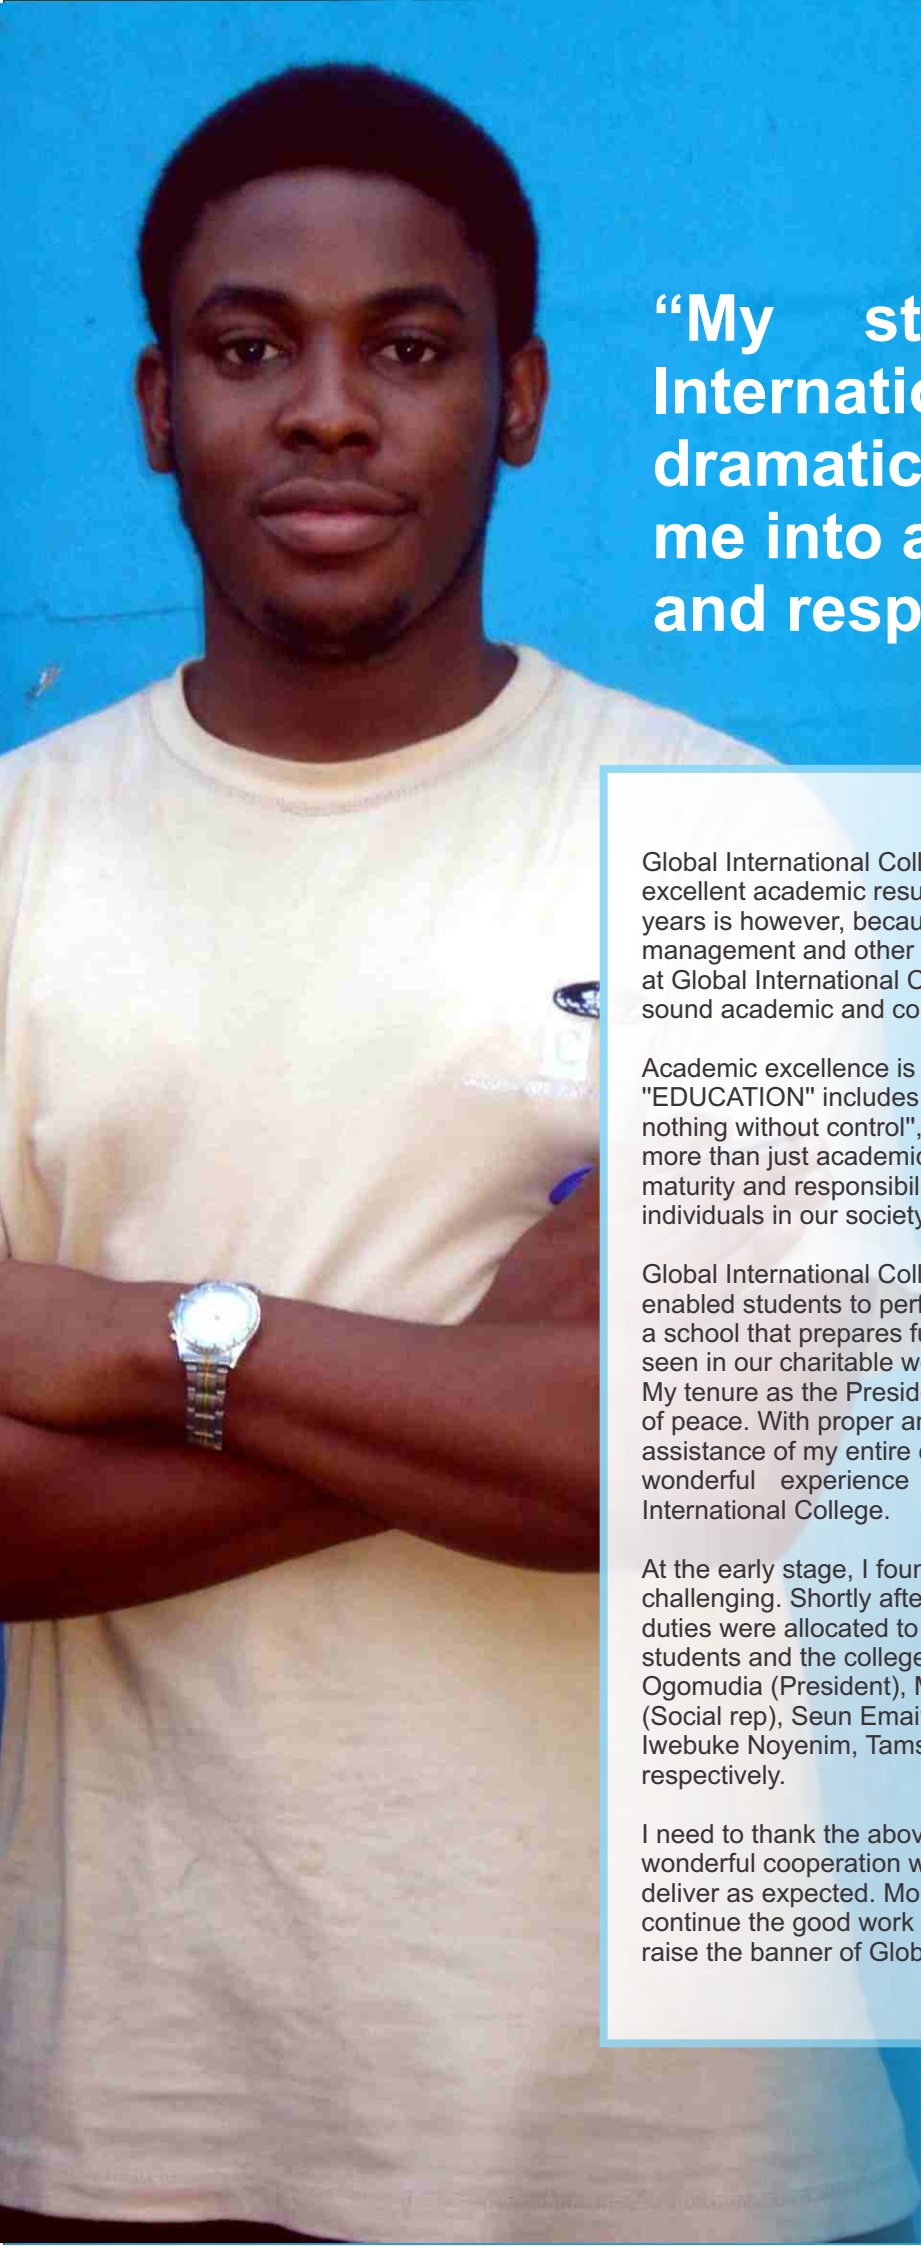 “My st
Internatio
dramatic
me into a
and resp
Global International Coll
excellent academic resu
years is however, becau
management and other
at Global International C
sound academic and co
Academic excellence is
"EDUCATION" includes
nothing without control",
more than just academic
maturity and responsibil
individuals in our society
Global International Coll
enabled students to perf
a school that prepares fu
seen in our charitable w
My tenure as the Presid
of peace. With proper an
assistance of my entire
wonderful experience
International College.
At the early stage, I foun
challenging. Shortly afte
duties were allocated to
students and the college
Ogomudia (President), M
(Social rep), Seun Emai
Iwebuke Noyenim, Tams
respectively.
I need to thank the abov
wonderful cooperation w
deliver as expected. Mo
continue the good work
raise the banner of Glob